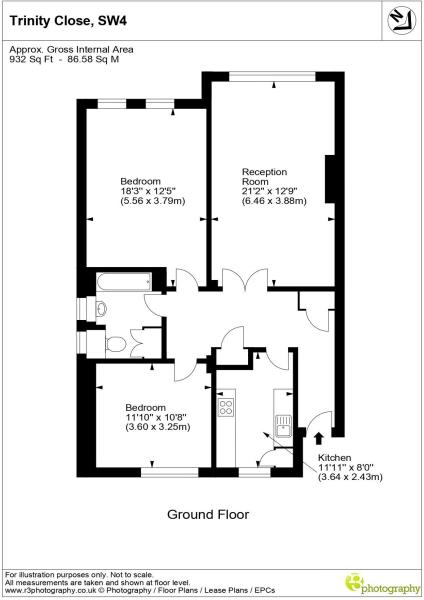 Trinity Close, SW4
N
Approx. Gross Internal Area
932 Sq Ft - 86.58 Sq M
Bedroom
18'3" x 12'5"
(5.56 x 3.79m)
Reception
Room
21'2" x 12'9"
(6.46 x 3.88m)
Bedroom
11'10" x 10'8"
(3.60 x 3.25m)
Kitchen
11'11" x 8'0"
(3.64 x 2.43m)
Ground Floor
For illustration purposes only. Not to scale.
All measurements are taken and shown at floor level.
www.r3photography.co.uk © Photography / Floor Plans / Lease Plans / EPCs
r3photography